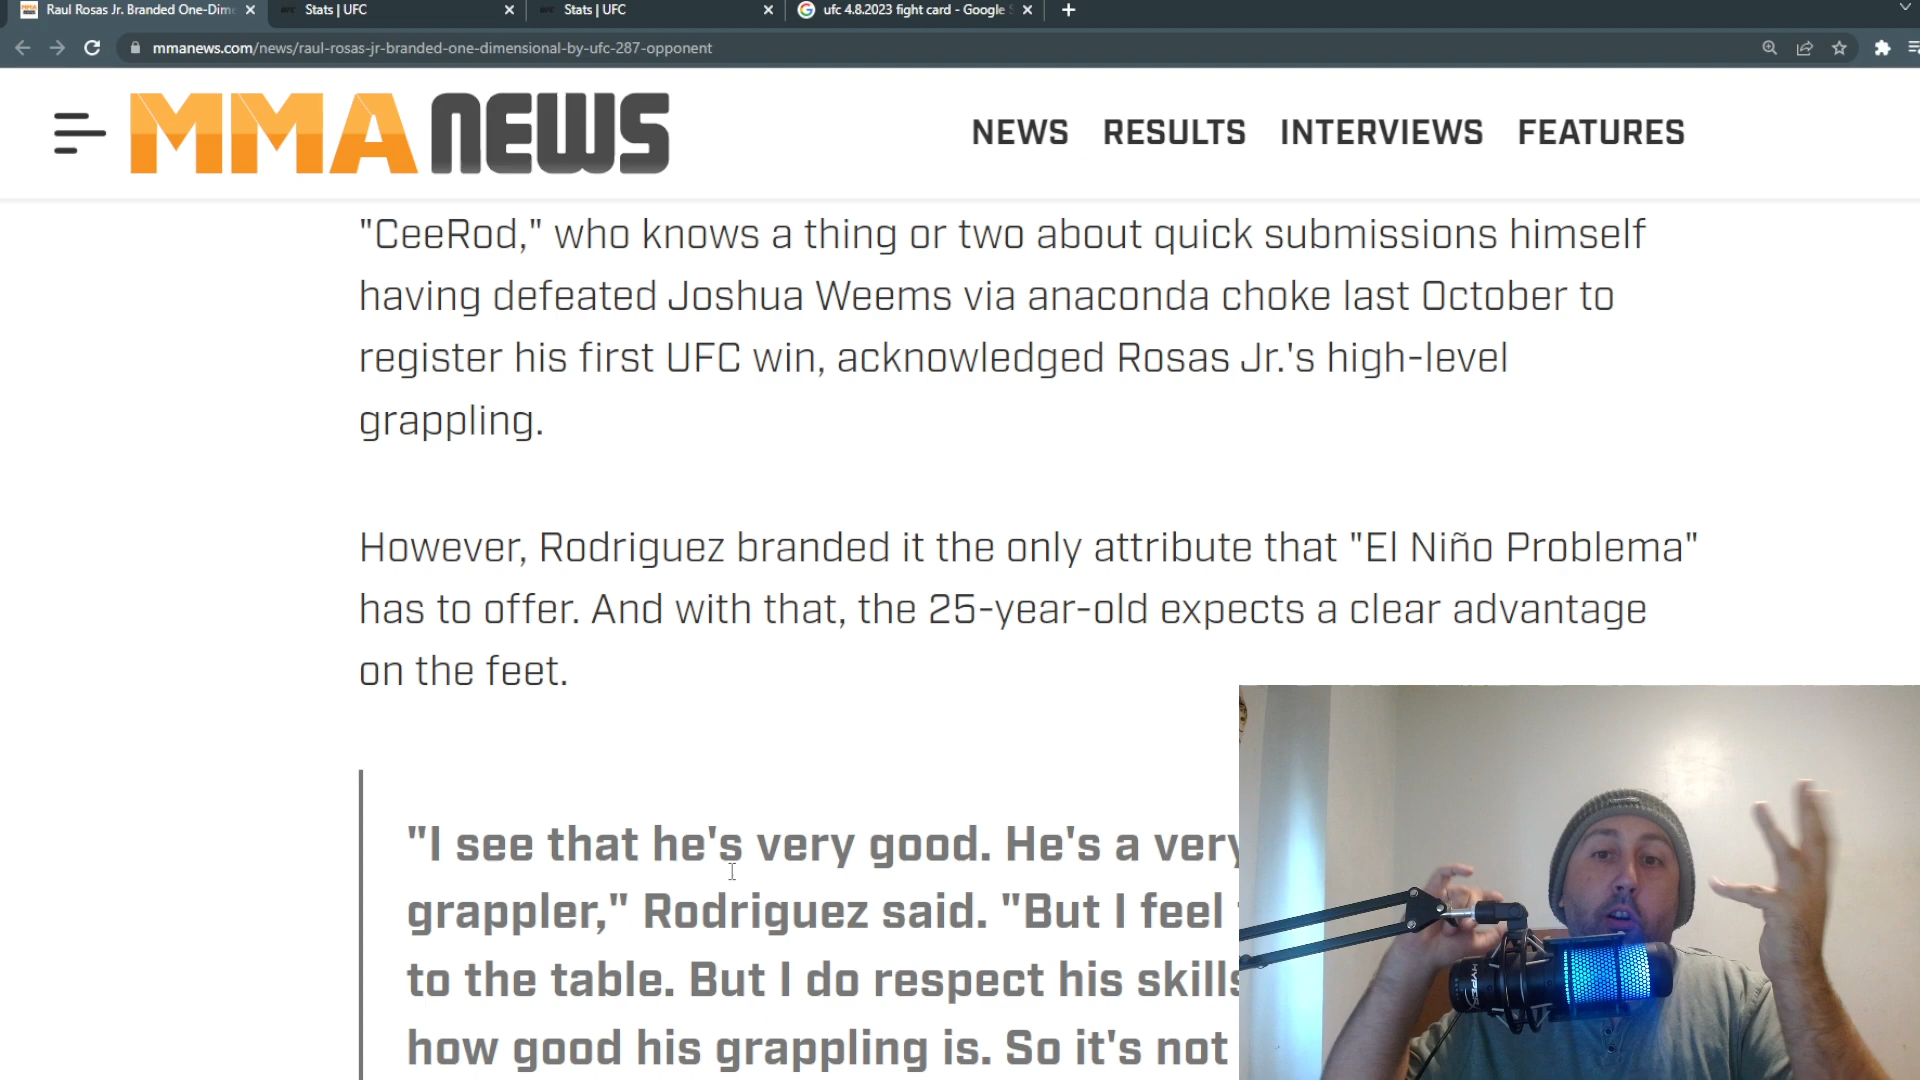 Raul Rosas Jr. Branded One-Dim
Stats | UFC
Stats | UFC
ufc 4.8.2023 fight card - Google
mmanews.com/news/raul-rosas-jr-branded-one-dimensional-by-ufc-287-opponent
MMA NEWS
NEWS RESULTS INTERVIEWS FEATURES
"CeeRod," who knows a thing or two about quick submissions himself
having defeated Joshua Weems via anaconda choke last October to
register his first UFC win, acknowledged Rosas Jr.'s high-level
grappling.
However, Rodriguez branded it the only attribute that "El Niño Problema"
has to offer. And with that, the 25-year-old expects a clear advantage
on the feet.
"I see that he's very good. He's a very
grappler," Rodriguez said. "But I feel
to the table. But I do respect his skills
how good his grappling is. So it's not
HYPERX